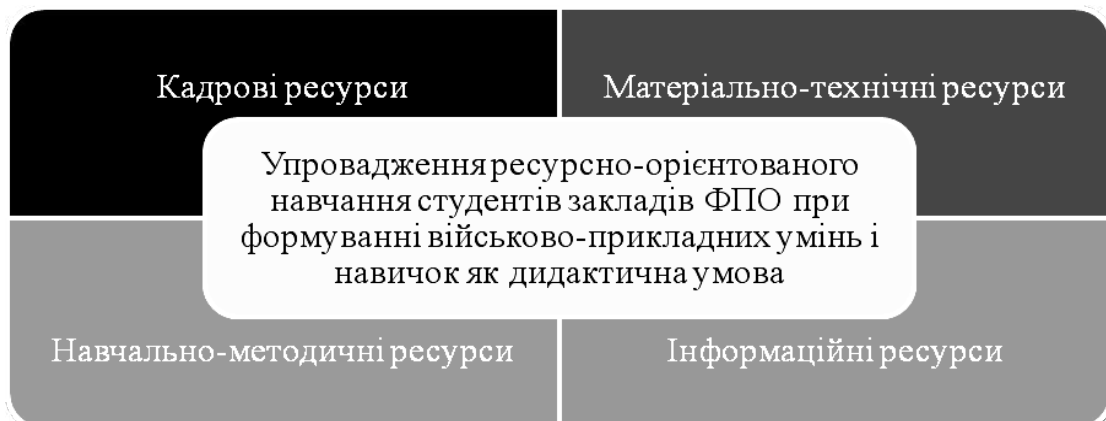 Кадрові ресурси
Матеріально-технічні ресурси
Упровадження ресурсно-орієнтованого
навчання студентів закладів ФПО при
формуванні військово-прикладних умінь і
навичок як дидактична умова
Навчально-методичні ресурси
Інформаційні ресурси